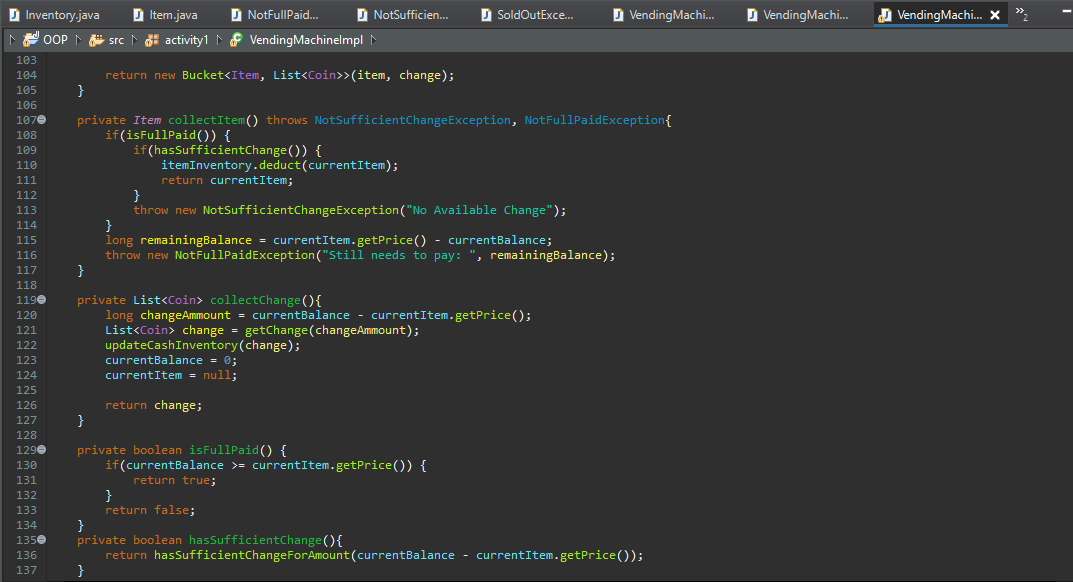 Inventory.java Item.java NotFullPaid... NotSufficien... SoldOutExce... VendingMachi... VendingMachi... VendingMachi... »2
OOP src activity1 VendingMachineImpl
103
104 return new Bucket<Item, List<Coin>>(item, change);
105 }
106
107 private Item collectItem() throws NotSufficientChangeException, NotFullPaidException{
108 if(isFullPaid()) {
109 if(hasSufficientChange()) {
110 itemInventory.deduct(currentItem);
111 return currentItem;
112 }
113 throw new NotSufficientChangeException("No Available Change");
114 }
115 long remainingBalance = currentItem.getPrice() - currentBalance;
116 throw new NotFullPaidException("Still needs to pay: ", remainingBalance);
117 }
118
119 private List<Coin> collectChange(){
120 long changeAmmount = currentBalance - currentItem.getPrice();
121 List<Coin> change = getChange(changeAmmount);
122 updateCashInventory(change);
123 currentBalance = 0;
124 currentItem = null;
125
126 return change;
127 }
128
129 private boolean isFullPaid() {
130 if(currentBalance >= currentItem.getPrice()) {
131 return true;
132 }
133 return false;
134 }
135 private boolean hasSufficientChange(){
136 return hasSufficientChangeForAmount(currentBalance - currentItem.getPrice());
137 }